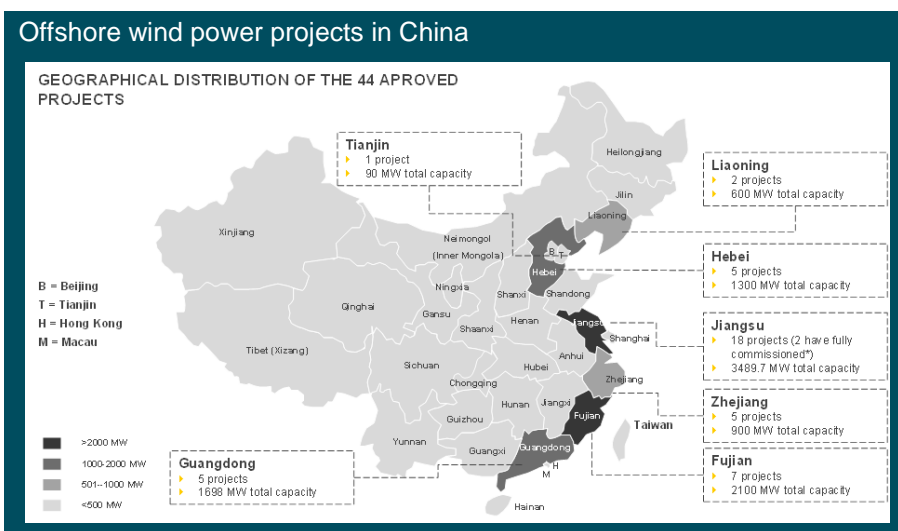 Offshore wind power projects in China
GEOGRAPHICAL DISTRIBUTION OF THE 44 APROVED
PROJECTS
Tianjin
1 project
90 MW total capacity
Heilongjiang
Liaoning
2 projects
600 MW total capacity
Jilin
Liaoning
Xinjiang
Neimongol
(Inner Mongola)
B
T
Hebei
Hebei
5 projects
1300 MW total capacity
B = Beijing
T = Tianjin
H = Hong Kong
M = Macau
Ningxia
Shanxi
Shandong
Qinghai
Gansu
Shaanxi
Henan
Jiangsu
Shanghai
Jiangsu
18 projects (2 have fully
commissioned*)
3489.7 MW total capacity
Tibet (Xizang)
Sichuan
Hubei
Anhui
Chongqing
Zhejiang
Zhejiang
5 projects
900 MW total capacity
Hunan
Jiangxi
Guizhou
Fujian
Taiwan
Yunnan
Guangxi
Guangdong
H
M
Hainan
Fujian
7 projects
2100 MW total capacity
>2000 MW
1000-2000 MW
501--1000 MW
<500 MW
Guangdong
5 projects
1698 MW total capacity